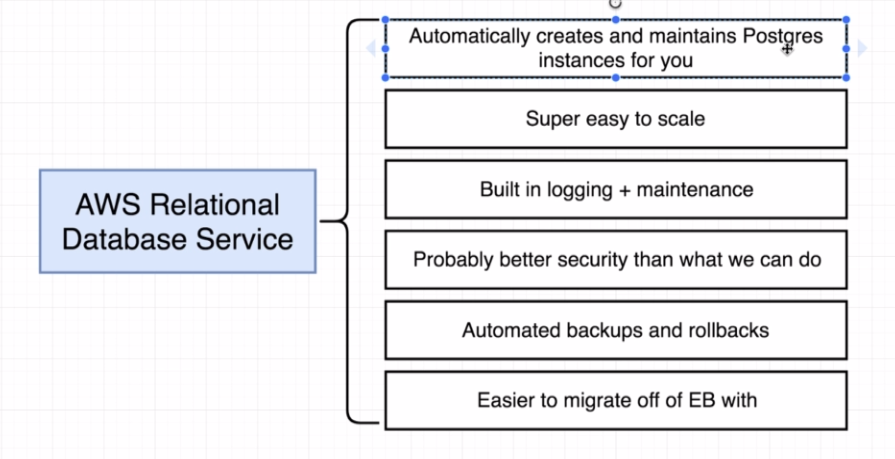 Automatically creates and maintains Postgres
instances for you
Super easy to scale
Built in logging + maintenance
AWS Relational
Database Service
Probably better security than what we can do
Automated backups and rollbacks
Easier to migrate off of EB with